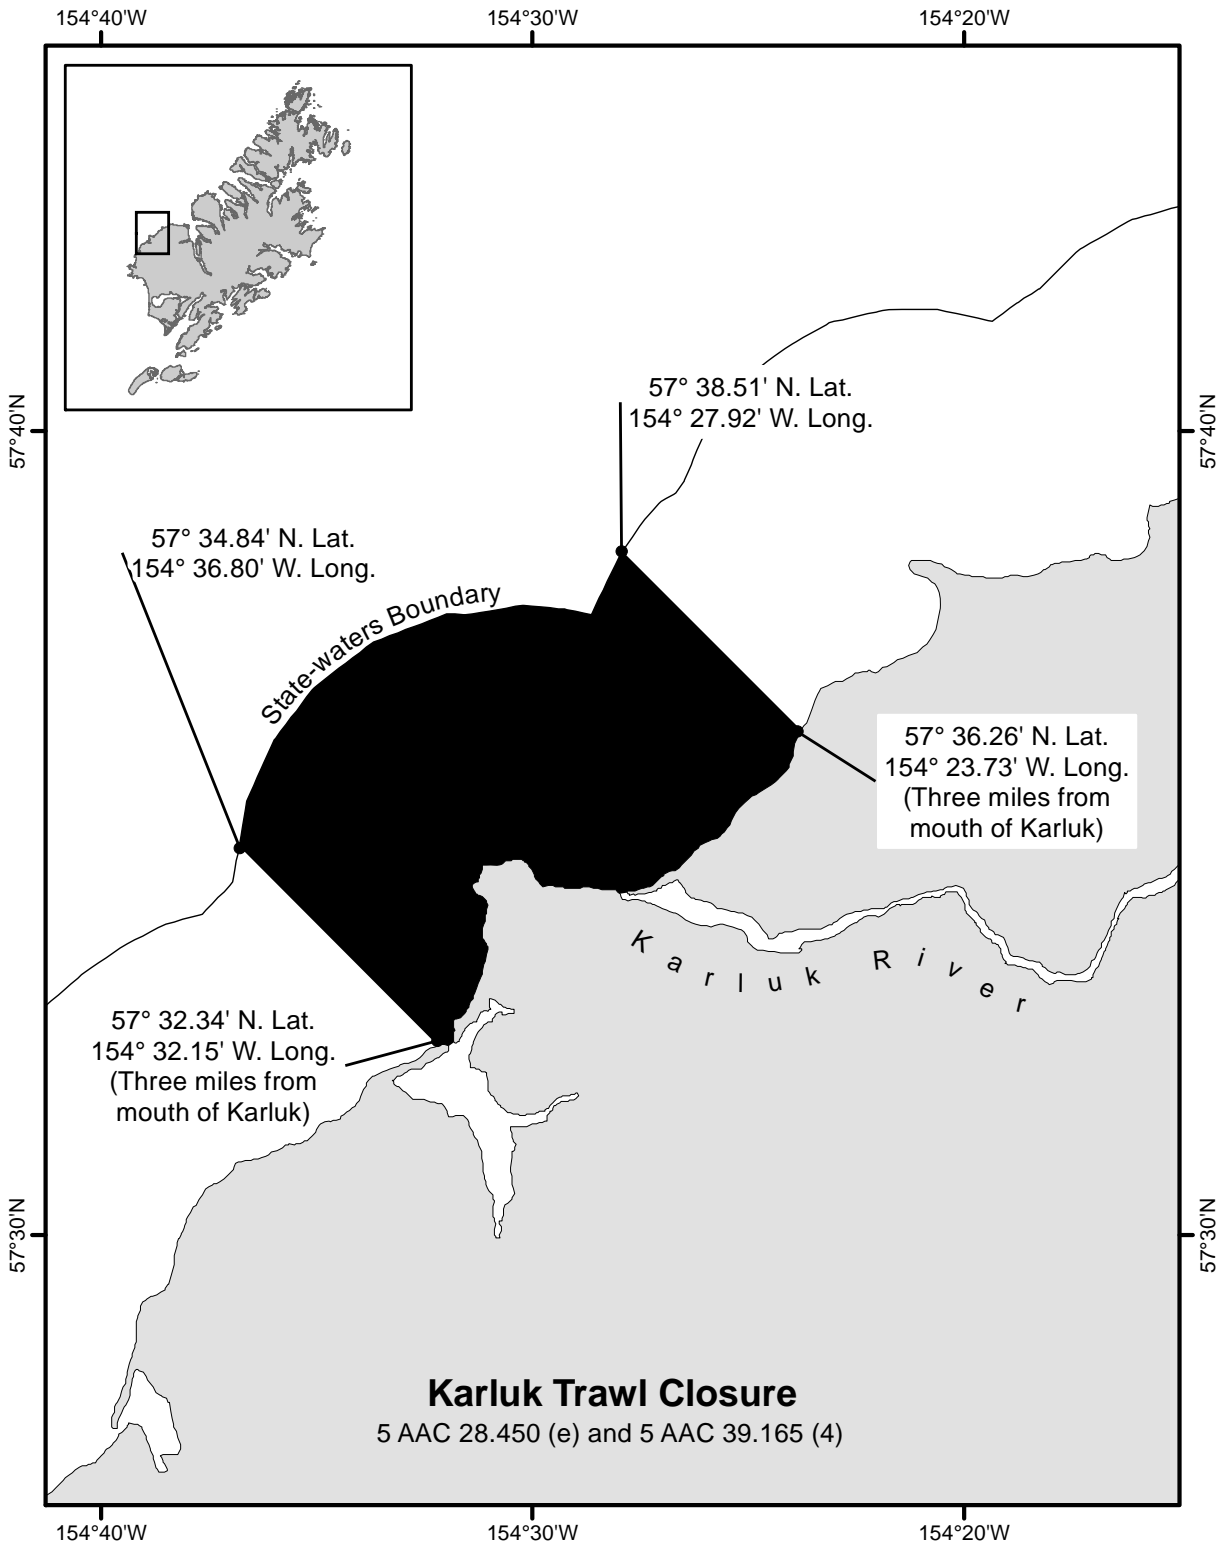 154°40'W
154°30'W
154°20'W
57°40'N
57°40'N
57° 38.51' N. Lat.
154° 27.92' W. Long.
57° 34.84' N. Lat.
154° 36.80' W. Long.
State-waters Boundary
57° 36.26' N. Lat.
154° 23.73' W. Long.
(Three miles from
mouth of Karluk)
Karluk River
57° 32.34' N. Lat.
154° 32.15' W. Long.
(Three miles from
mouth of Karluk)
57°30'N
57°30'N
Karluk Trawl Closure
5 AAC 28.450 (e) and 5 AAC 39.165 (4)
154°40'W
154°30'W
154°20'W